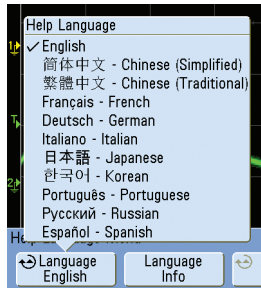 Help Language
✓ English
简体中文 - Chinese (Simplified)
繁體中文 - Chinese (Traditional)
Français - French
Deutsch - German
Italiano - Italian
日本語 - Japanese
한국어 - Korean
Português - Portuguese
Русский - Russian
Español - Spanish
Language
English
Language
Info